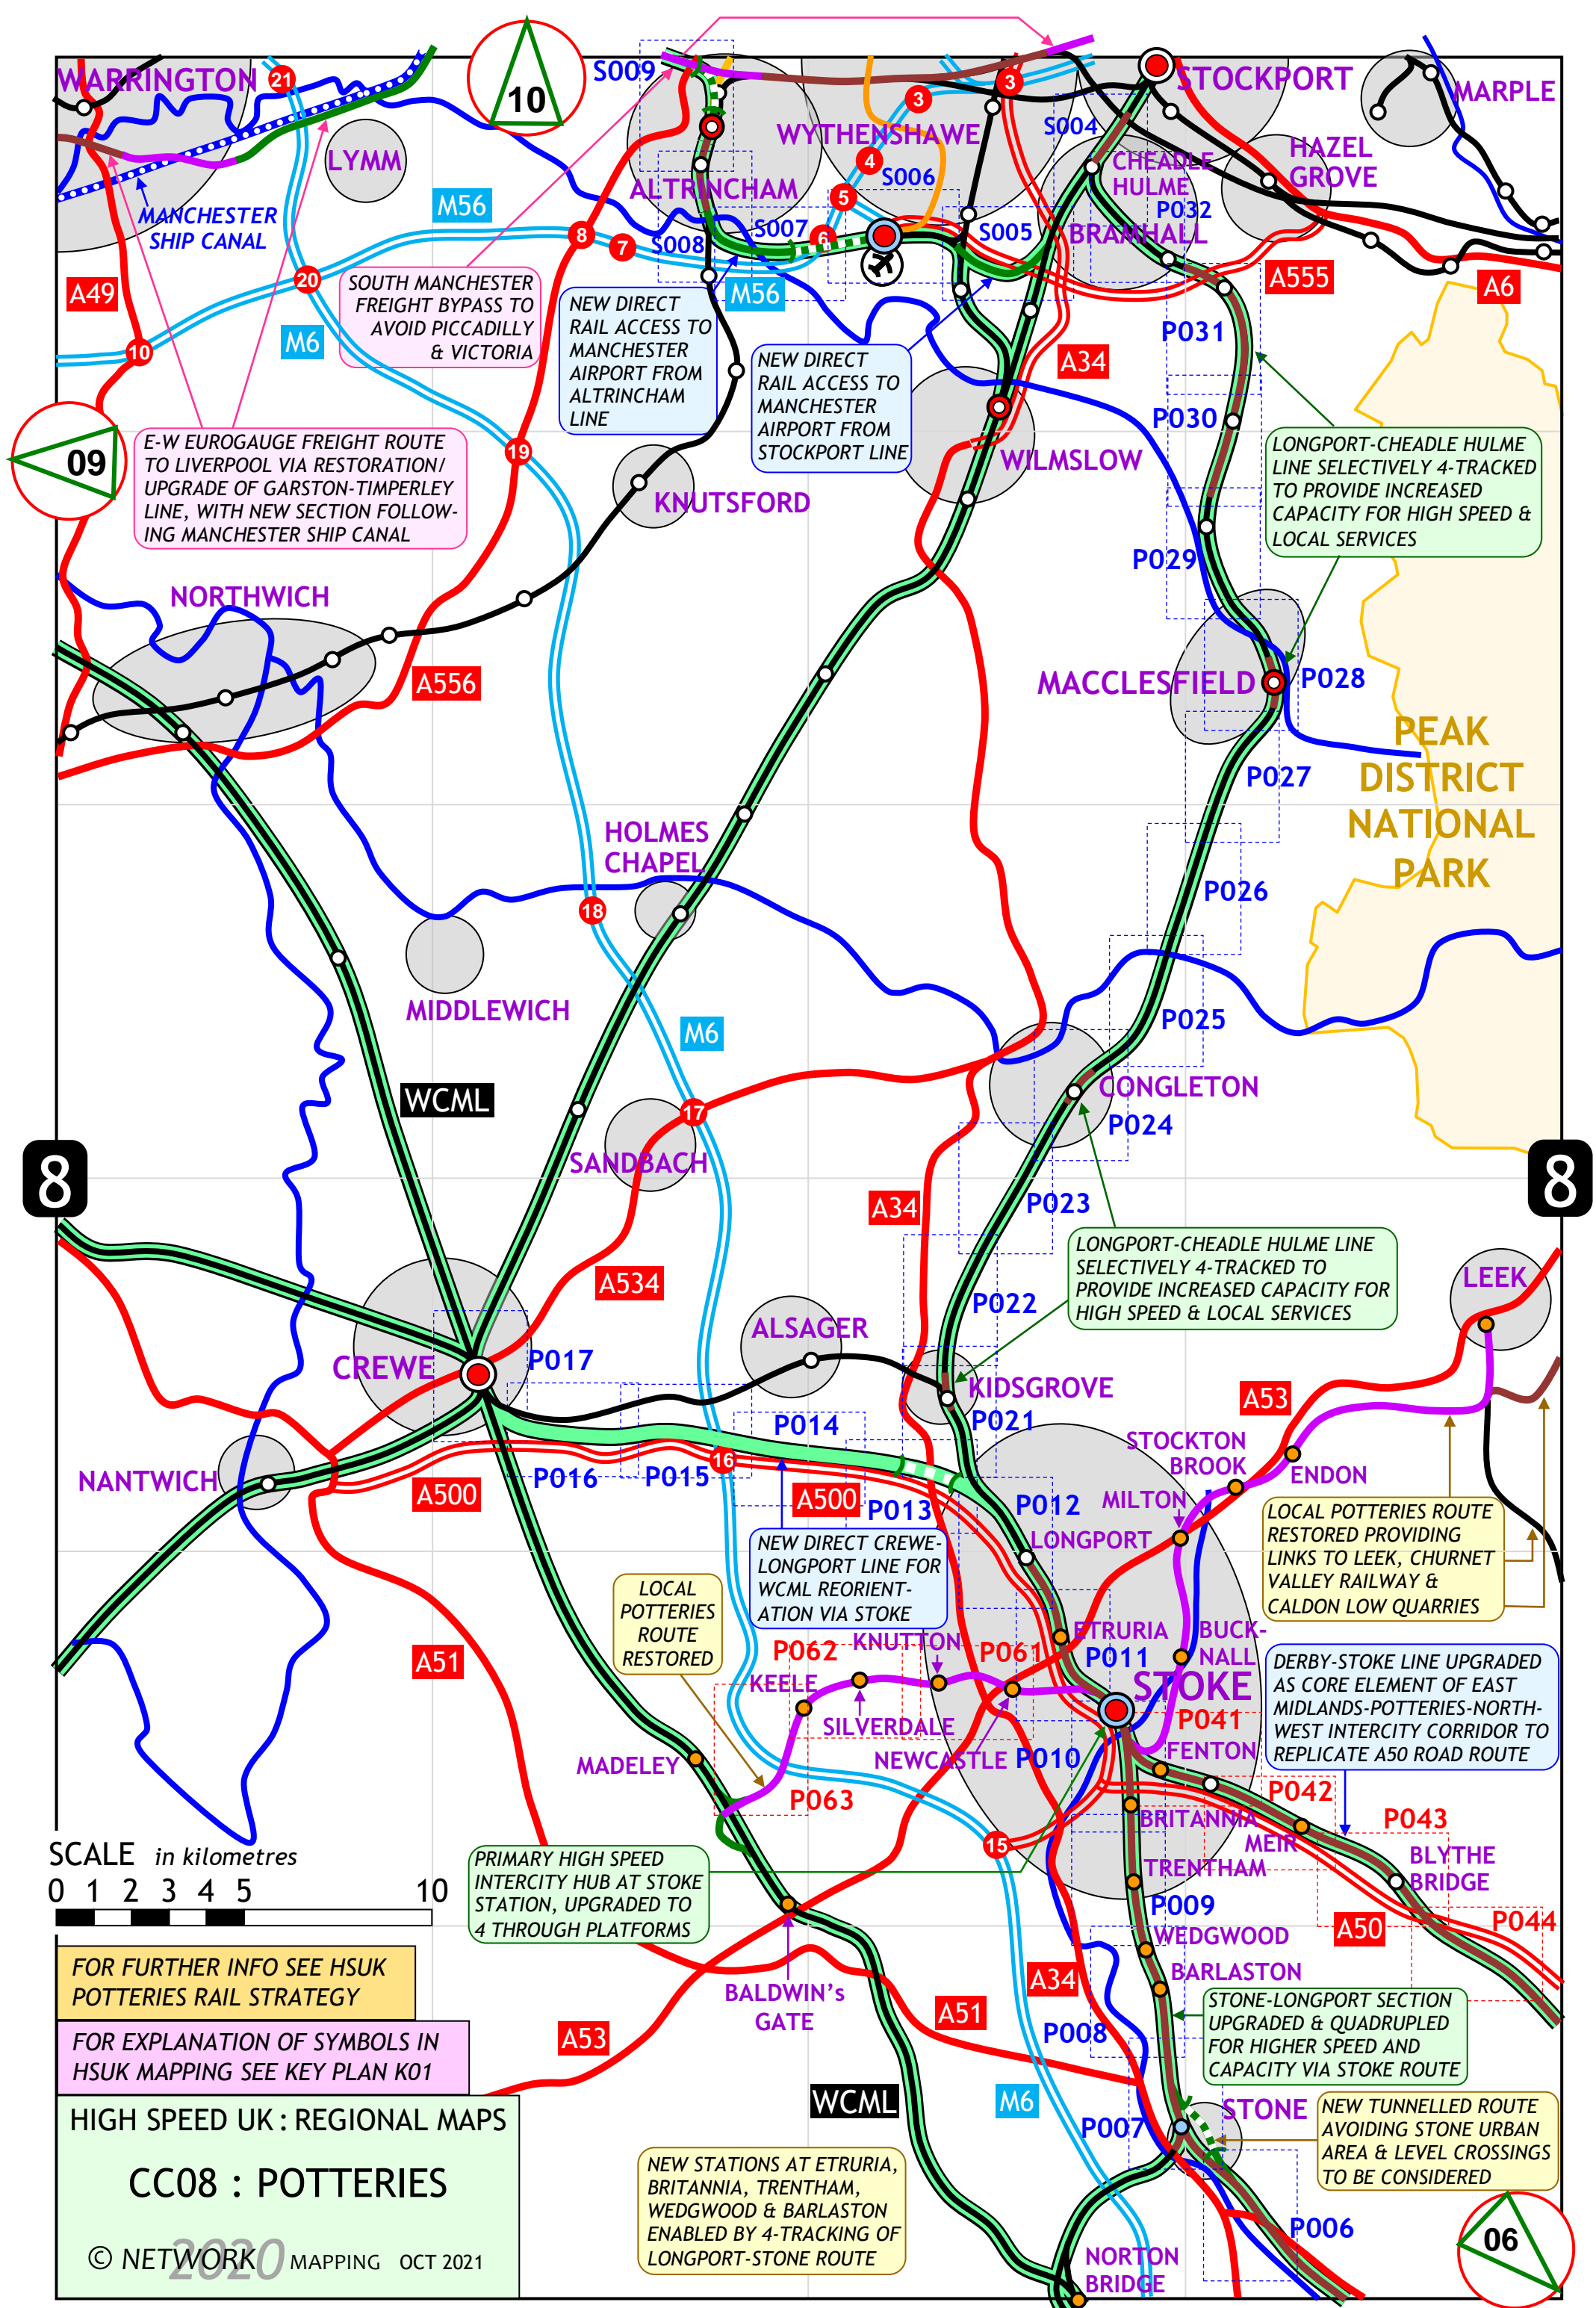 WARRINGTON
21
10
S009
3
3
STOCKPORT
MARPLE
WYTHENSHAWE
S004
LYMM
4
CHEADLE
HULME
HAZEL
GROVE
ALTRINCHAM
S006
M56
5
P032
MANCHESTER
SHIP CANAL
8
7
S008
S007
6
S005
BRAMHALL
20
A49
M56
A555
A6
SOUTH MANCHESTER
FREIGHT BYPASS TO
AVOID PICCADILLY
& VICTORIA
NEW DIRECT
RAIL ACCESS TO
MANCHESTER
AIRPORT FROM
ALTRINCHAM
LINE
NEW DIRECT
RAIL ACCESS TO
MANCHESTER
AIRPORT FROM
STOCKPORT LINE
M6
10
A34
P031
P030
09
E-W EUROGAUGE FREIGHT ROUTE
TO LIVERPOOL VIA RESTORATION/
UPGRADE OF GARSTON-TIMPERLEY
LINE, WITH NEW SECTION FOLLOW-
ING MANCHESTER SHIP CANAL
19
KNUTSFORD
WILMSLOW
LONGPORT-CHEADLE HULME
LINE SELECTIVELY 4-TRACKED
TO PROVIDE INCREASED
CAPACITY FOR HIGH SPEED &
LOCAL SERVICES
P029
NORTHWICH
A556
MACCLESFIELD
P028
PEAK
DISTRICT
NATIONAL
PARK
P027
HOLMES
CHAPEL
P026
18
MIDDLEWICH
M6
P025
WCML
17
CONGLETON
P024
SANDBACH
8
8
A34
P023
LONGPORT-CHEADLE HULME LINE
SELECTIVELY 4-TRACKED TO
PROVIDE INCREASED CAPACITY FOR
HIGH SPEED & LOCAL SERVICES
LEEK
A534
P022
ALSAGER
CREWE
P017
KIDSGROVE
A53
P021
P014
STOCKTON
BROOK
ENDON
NANTWICH
A500
P016
P015
16
A500
P013
P012
MILTON
LONGPORT
LOCAL POTTERIES ROUTE
RESTORED PROVIDING
LINKS TO LEEK, CHURNET
VALLEY RAILWAY &
CALDON LOW QUARRIES
NEW DIRECT CREWE-
LONGPORT LINE FOR
WCML REORIENT-
ATION VIA STOKE
LOCAL
POTTERIES
ROUTE
RESTORED
A51
P062
KNUTTON
P061
ETRURIA
P011
BUCK-
NALL
KEELE
STOKE
P041
SILVERDALE
NEWCASTLE
P010
FENTON
DERBY-STOKE LINE UPGRADED
AS CORE ELEMENT OF EAST
MIDLANDS-POTTERIES-NORTH-
WEST INTERCITY CORRIDOR TO
REPLICATE A50 ROAD ROUTE
MADELEY
P063
P042
BRITANNIA
P043
MEIR
15
SCALE in kilometres
0 1 2 3 4 5 10
PRIMARY HIGH SPEED
INTERCITY HUB AT STOKE
STATION, UPGRADED TO
4 THROUGH PLATFORMS
TRENTHAM
BLYTHE
BRIDGE
P009
P044
A50
WEDGWOOD
FOR FURTHER INFO SEE HSUK
POTTERIES RAIL STRATEGY
BALDWIN's
GATE
A34
BARLASTON
A51
A53
P008
STONE-LONGPORT SECTION
UPGRADED & QUADRUPLED
FOR HIGHER SPEED AND
CAPACITY VIA STOKE ROUTE
FOR EXPLANATION OF SYMBOLS IN
HSUK MAPPING SEE KEY PLAN K01
WCML
M6
P007
STONE
NEW TUNNELLED ROUTE
AVOIDING STONE URBAN
AREA & LEVEL CROSSINGS
TO BE CONSIDERED
HIGH SPEED UK : REGIONAL MAPS
CC08 : POTTERIES
© NETWORK 2020 MAPPING OCT 2021
NEW STATIONS AT ETRURIA,
BRITANNIA, TRENTHAM,
WEDGWOOD & BARLASTON
ENABLED BY 4-TRACKING OF
LONGPORT-STONE ROUTE
P006
06
NORTON
BRIDGE